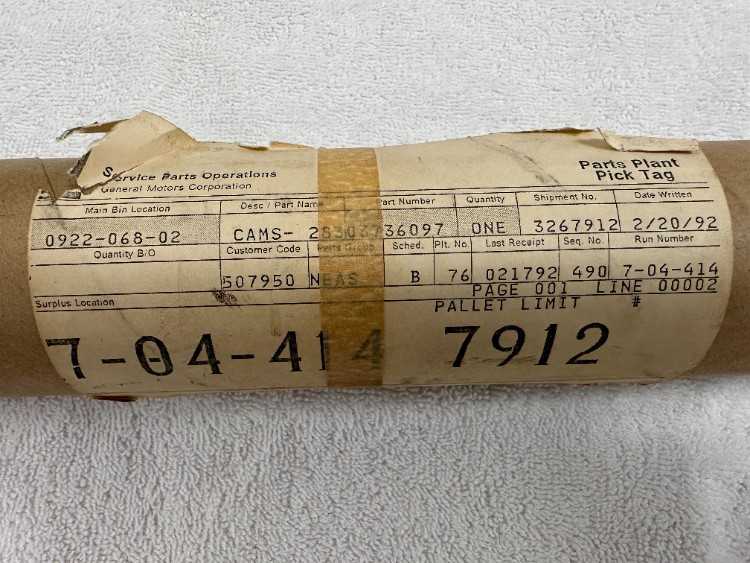 Service Parts Operations
General Motors Corporation
Parts Plant
Pick Tag
Main Bin Location Desc / Part Name Part Number Quantity Shipment No. Date Written
0922-068-02 CAMS- 36097 ONE 3267912 2/20/92
Quantity B/O Customer Code Parts Group Sched. Plt. No. Last Receipt Seq. No. Run Number
507950 NEAS B 76 021792 490 7-04-414
PAGE 001 LINE 00002
Surplus Location PALLET LIMIT #
7-04-414 7912